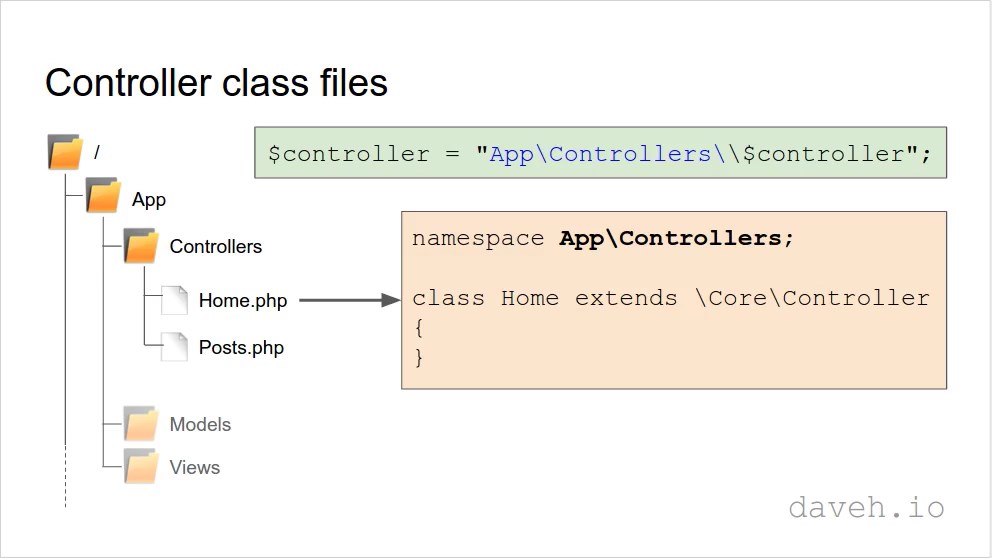 Controller class files
/
$controller = "App\Controllers\\$controller";
App
Controllers
Home.php
Posts.php
Models
Views
namespace App\Controllers;
class Home extends \Core\Controller
{
}
daveh.io